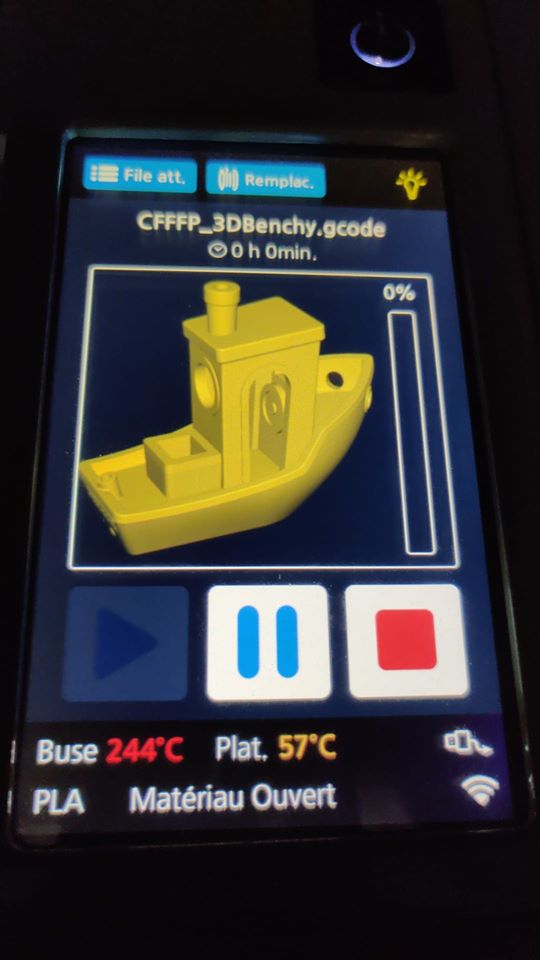 File att. Remplac.
CFFFP_3DBenchy.gcode
0 h 0min.
0%
Buse 244°C Plat. 57°C
PLA Matériau Ouvert